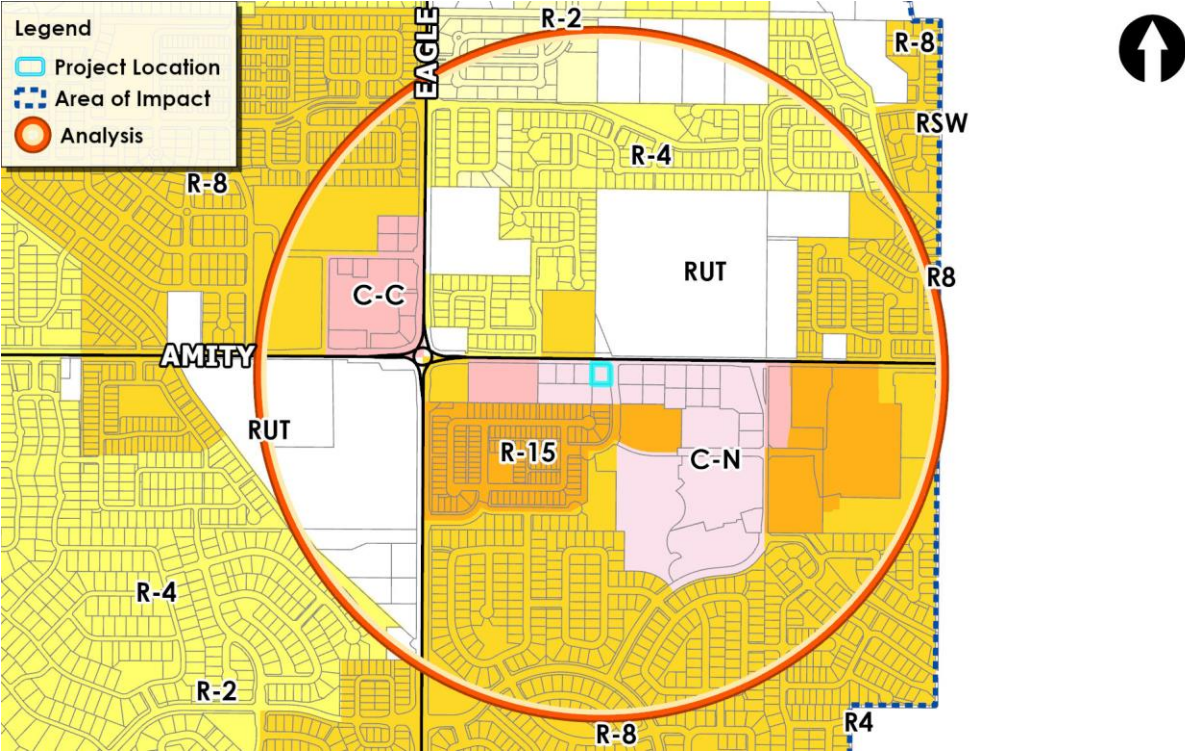 Legend
Project Location
Area of Impact
Analysis
EAGLE
R-2
R-8
RSW
R-4
R-8
RUT
R8
C-C
AMITY
RUT
R-15
C-N
R-4
R-2
R-8
R4